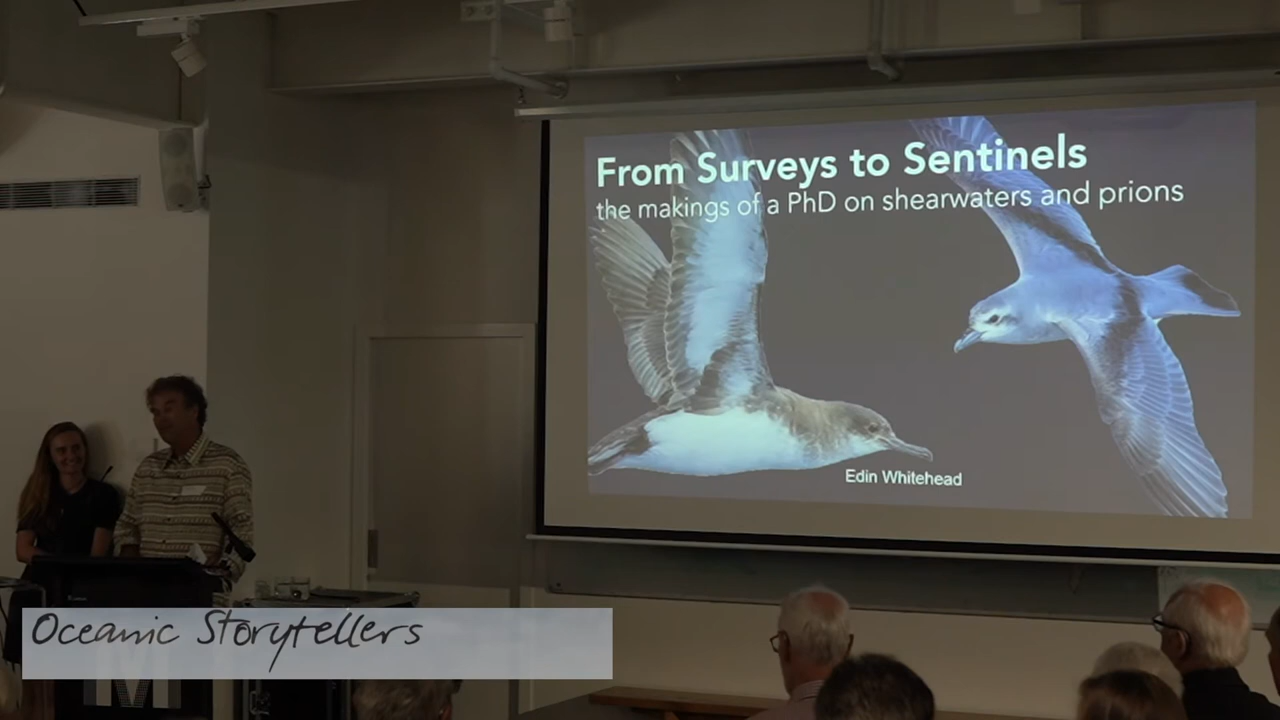 From Surveys to Sentinels
the makings of a PhD on shearwaters and prions
Edin Whitehead
Oceanic Storytellers
M